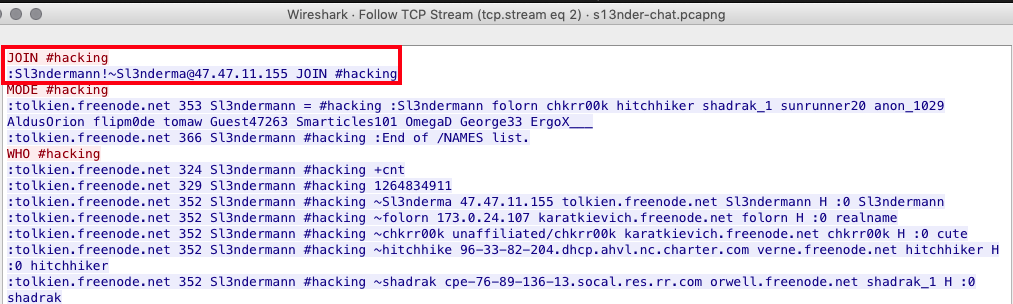 Wireshark · Follow TCP Stream (tcp.stream eq 2) · s13nder-chat.pcapng
JOIN #hacking
:Sl3ndermann!~Sl3nderma@47.47.11.155 JOIN #hacking
MODE #hacking
:tolkien.freenode.net 353 Sl3ndermann = #hacking :Sl3ndermann folorn chkrr00k hitchhiker shadrak_1 sunrunner20 anon_1029
AldusOrion flipm0de tomaw Guest47263 Smarticles101 OmegaD George33 ErgoX___
:tolkien.freenode.net 366 Sl3ndermann #hacking :End of /NAMES list.
WHO #hacking
:tolkien.freenode.net 324 Sl3ndermann #hacking +cnt
:tolkien.freenode.net 329 Sl3ndermann #hacking 1264834911
:tolkien.freenode.net 352 Sl3ndermann #hacking ~Sl3nderma 47.47.11.155 tolkien.freenode.net Sl3ndermann H :0 Sl3ndermann
:tolkien.freenode.net 352 Sl3ndermann #hacking ~folorn 173.0.24.107 karatkievich.freenode.net folorn H :0 realname
:tolkien.freenode.net 352 Sl3ndermann #hacking ~chkrr00k unaffiliated/chkrr00k karatkievich.freenode.net chkrr00k H :0 cute
:tolkien.freenode.net 352 Sl3ndermann #hacking ~hitchhike 96-33-82-204.dhcp.ahvl.nc.charter.com verne.freenode.net hitchhiker H
:0 hitchhiker
:tolkien.freenode.net 352 Sl3ndermann #hacking ~shadrak cpe-76-89-136-13.socal.res.rr.com orwell.freenode.net shadrak_1 H :0
shadrak